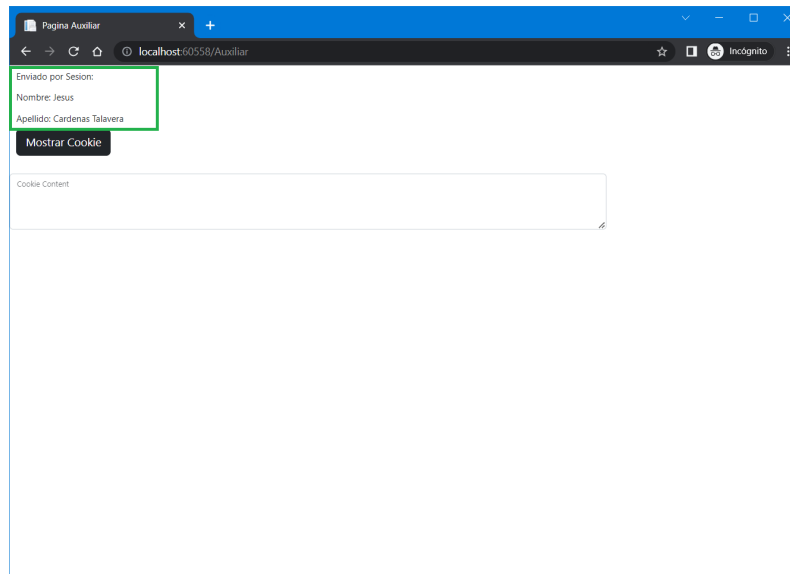 Pagina Auxiliar
localhost:60558/Auxiliar
Incógnito
Enviado por Sesion:
Nombre: Jesus
Apellido: Cardenas Talavera
Mostrar Cookie
Cookie Content